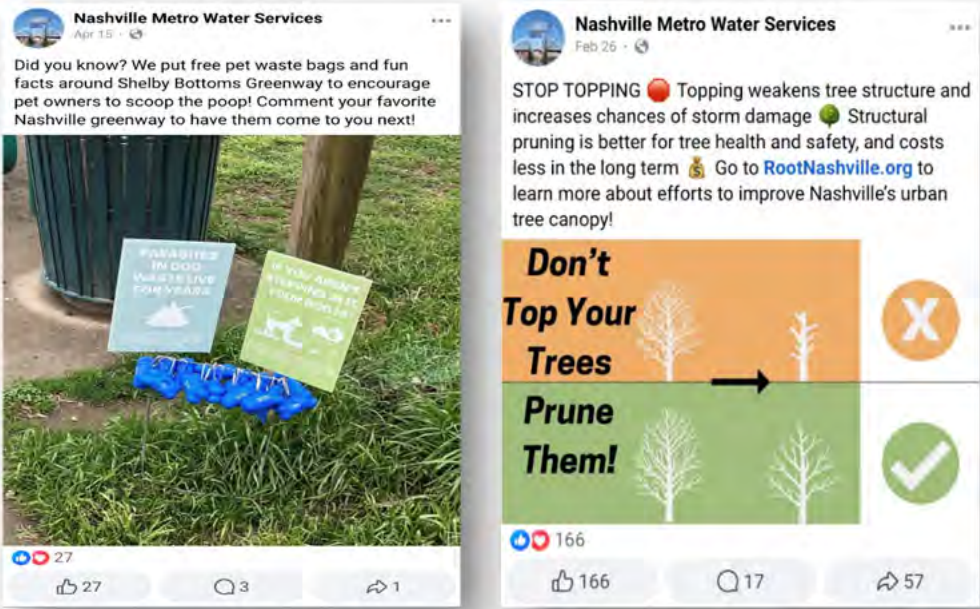 Nashville Metro Water Services
Apr 15 ·
Did you know? We put free pet waste bags and fun
facts around Shelby Bottoms Greenway to encourage
pet owners to scoop the poop! Comment your favorite
Nashville greenway to have them come to you next!
PARASITES
IN DOG
WASTE LIVE
FOR YEARS
27
27
3
1
Nashville Metro Water Services
Feb 26 ·
STOP TOPPING 🛑 Topping weakens tree structure and
increases chances of storm damage 🌳 Structural
pruning is better for tree health and safety, and costs
less in the long term 💰 Go to RootNashville.org to
learn more about efforts to improve Nashville's urban
tree canopy!
Don't
Top Your
Trees
Prune
Them!
166
166
17
57